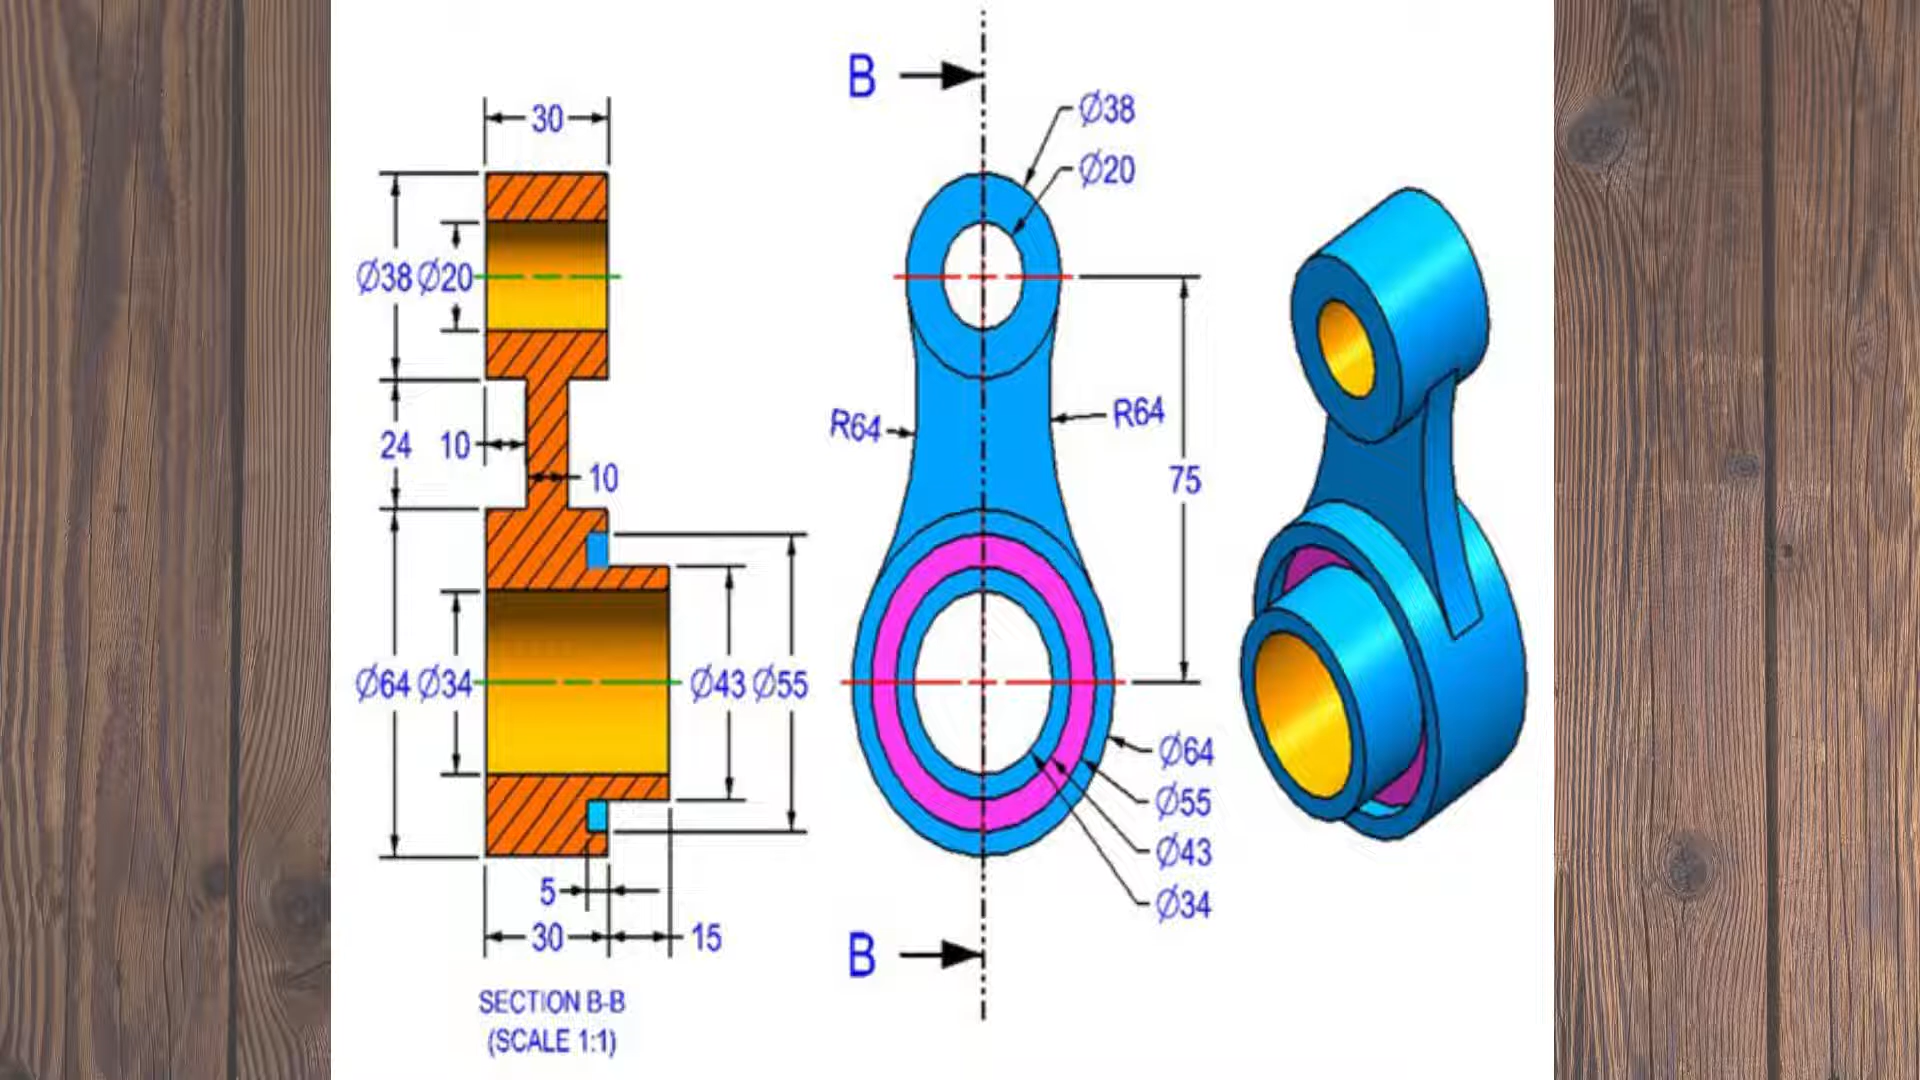 30
Ø38
Ø20
24
10
10
Ø64
Ø34
Ø43
Ø55
5
30
15
SECTION B-B
(SCALE 1:1)
B
Ø38
Ø20
R64
R64
75
Ø64
Ø55
Ø43
Ø34
B